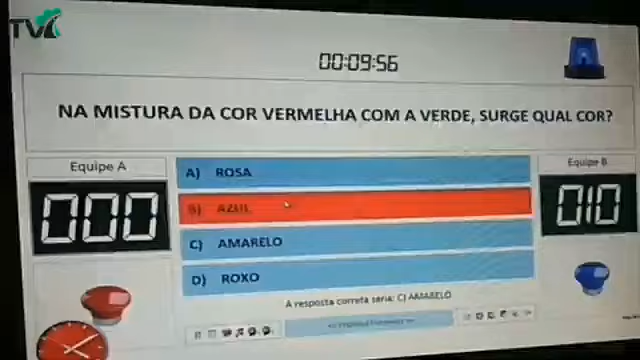 TV
00:09:56
NA MISTURA DA COR VERMELHA COM A VERDE, SURGE QUAL COR?
Equipe A
000
A) ROSA
B) AZUL
C) AMARELO
D) ROXO
Equipe B
010
A resposta correta seria: C) AMARELO